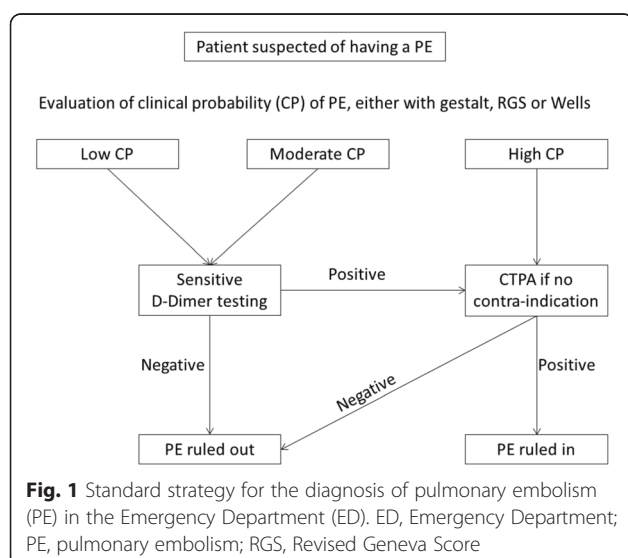 Patient suspected of having a PE
Evaluation of clinical probability (CP) of PE, either with gestalt, RGS or Wells
Low CP
Moderate CP
High CP
Sensitive
D-Dimer testing
Positive
CTPA if no
contra-indication
Negative
Negative
Positive
PE ruled out
PE ruled in
Fig. 1 Standard strategy for the diagnosis of pulmonary embolism
(PE) in the Emergency Department (ED). ED, Emergency Department;
PE, pulmonary embolism; RGS, Revised Geneva Score